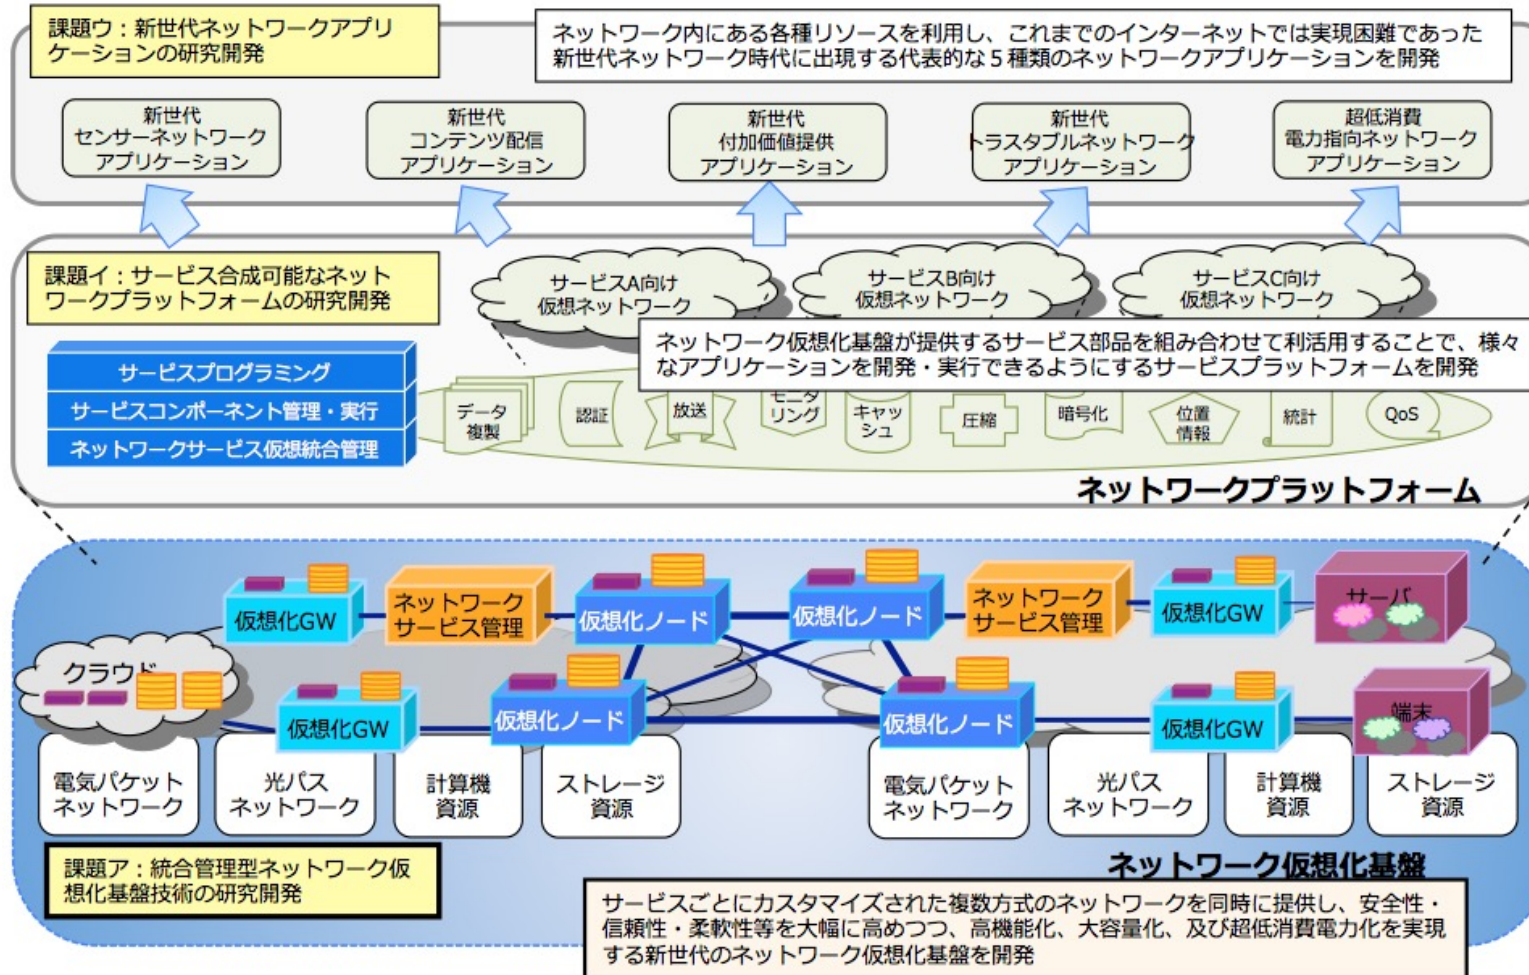 課題ウ：新世代ネットワークアプリ
ケーションの研究開発
ネットワーク内にある各種リソースを利用し、これまでのインターネットでは実現困難であった
新世代ネットワーク時代に出現する代表的な５種類のネットワークアプリケーションを開発
新世代
センサーネットワーク
アプリケーション
新世代
コンテンツ配信
アプリケーション
新世代
付加価値提供
アプリケーション
新世代
トラスタブルネットワーク
アプリケーション
超低消費
電力指向ネットワーク
アプリケーション
課題イ：サービス合成可能なネット
ワークプラットフォームの研究開発
サービスA向け
仮想ネットワーク
サービスB向け
仮想ネットワーク
サービスC向け
仮想ネットワーク
ネットワーク仮想化基盤が提供するサービス部品を組み合わせて利活用することで、様々
なアプリケーションを開発・実行できるようにするサービスプラットフォームを開発
サービスプログラミング
サービスコンポーネント管理・実行
ネットワークサービス仮想統合管理
データ
複製
認証
放送
モニタ
リング
キャッ
シュ
圧縮
暗号化
位置
情報
統計
QoS
ネットワークプラットフォーム
仮想化GW
ネットワーク
サービス管理
仮想化ノード
仮想化ノード
ネットワーク
サービス管理
仮想化GW
サーバ
クラウド
仮想化GW
仮想化ノード
仮想化ノード
仮想化GW
端末
電気パケット
ネットワーク
光パス
ネットワーク
計算機
資源
ストレージ
資源
電気パケット
ネットワーク
光パス
ネットワーク
計算機
資源
ストレージ
資源
課題ア：統合管理型ネットワーク仮
想化基盤技術の研究開発
ネットワーク仮想化基盤
サービスごとにカスタマイズされた複数方式のネットワークを同時に提供し、安全性・
信頼性・柔軟性等を大幅に高めつつ、高機能化、大容量化、及び超低消費電力化を実現
する新世代のネットワーク仮想化基盤を開発